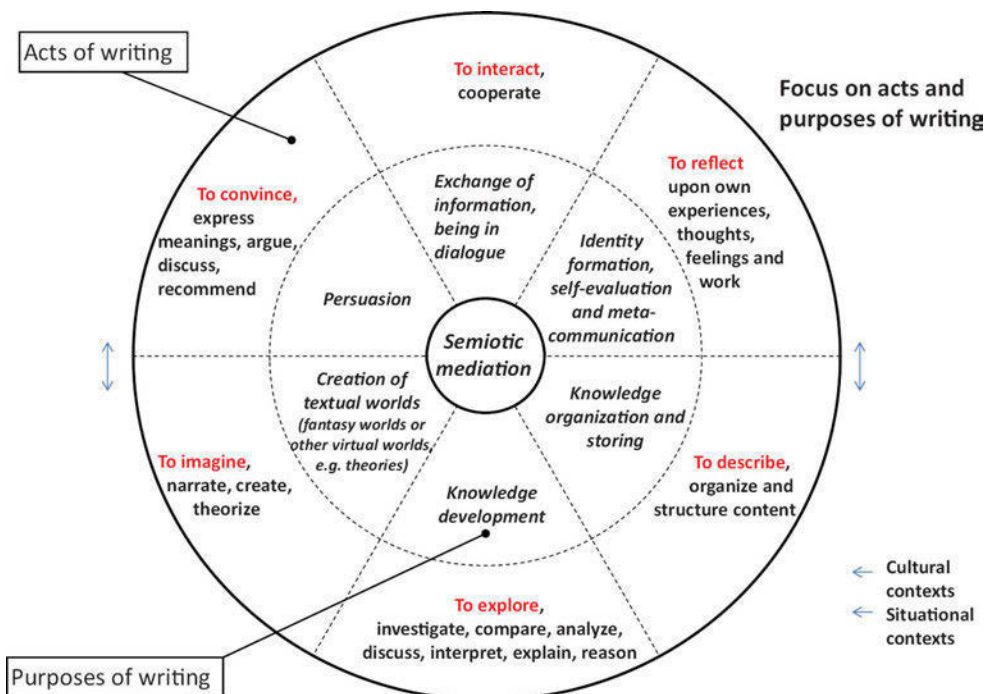 Acts of writing
To interact,
cooperate
Focus on acts and
purposes of writing
To reflect
upon own
experiences,
thoughts,
feelings and
work
To convince,
express
meanings, argue,
discuss,
recommend
Exchange of
information,
being in
dialogue
Identity
formation,
self-evaluation
and meta-
communication
Persuasion
Semiotic
mediation
Creation of
textual worlds
(fantasy worlds or
other virtual worlds,
e.g. theories)
Knowledge
organization and
storing
To imagine,
narrate, create,
theorize
To describe,
organize and
structure content
Knowledge
development
To explore,
investigate, compare, analyze,
discuss, interpret, explain, reason
Cultural
contexts
Situational
contexts
Purposes of writing